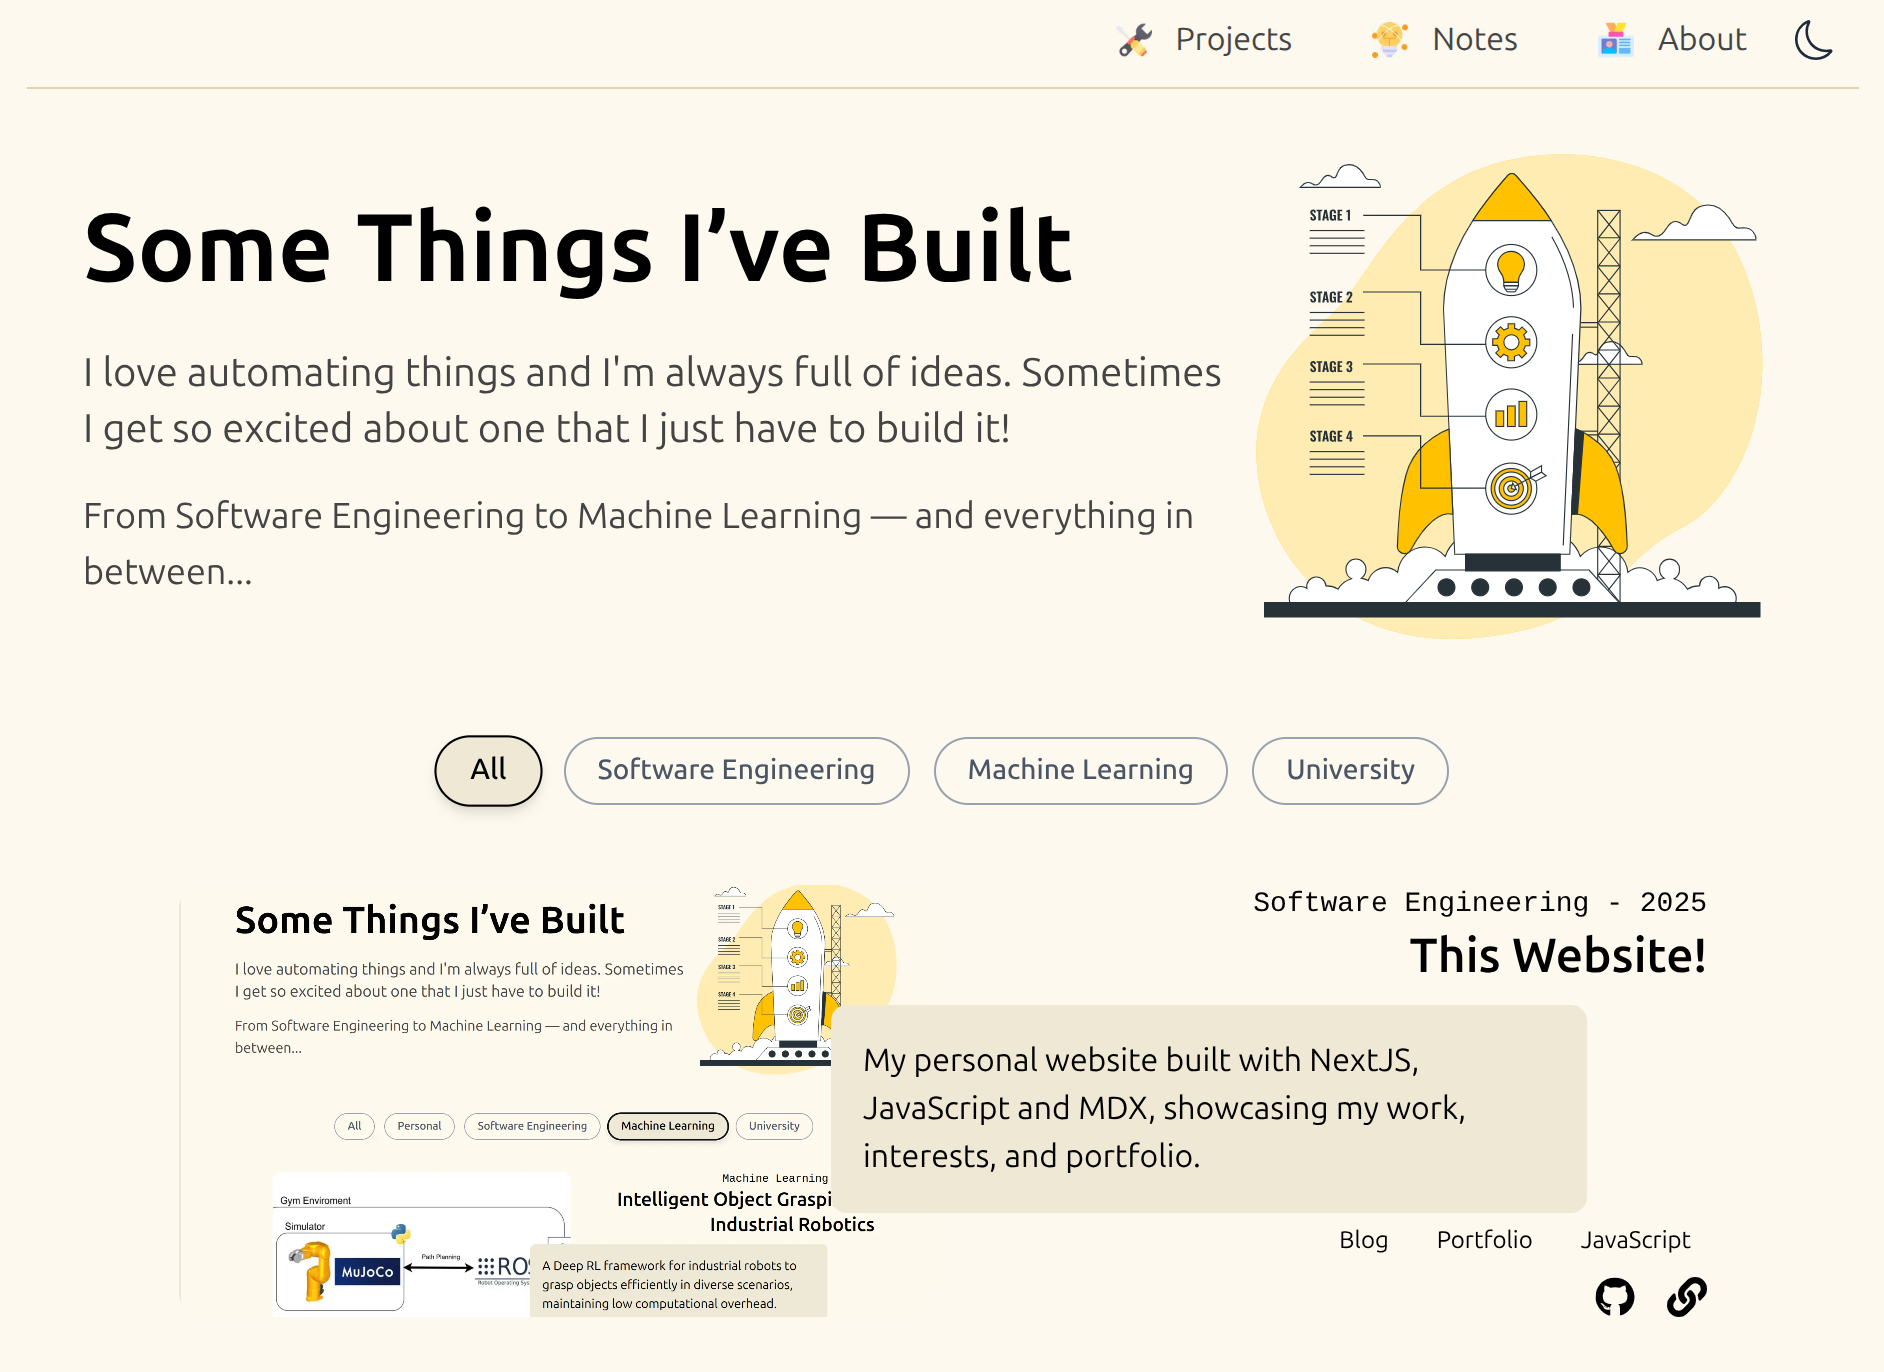 Projects
Notes
About
Some Things I’ve Built
I love automating things and I'm always full of ideas. Sometimes
I get so excited about one that I just have to build it!
From Software Engineering to Machine Learning — and everything in
between...
STAGE 1
STAGE 2
STAGE 3
STAGE 4
All
Software Engineering
Machine Learning
University
Some Things I’ve Built
I love automating things and I'm always full of ideas. Sometimes
I get so excited about one that I just have to build it!
From Software Engineering to Machine Learning — and everything in
between...
STAGE 1
STAGE 2
STAGE 3
STAGE 4
All
Personal
Software Engineering
Machine Learning
University
Gym Enviroment
Simulator
MuJoCo
Path Planning
Robot Operating
Machine Learning
Intelligent Object
Industrial Robotics
A Deep RL framework for industrial robots to
grasp objects efficiently in diverse scenarios,
maintaining low computational overhead.
Software Engineering - 2025
This Website!
My personal website built with NextJS,
JavaScript and MDX, showcasing my work,
interests, and portfolio.
Blog
Portfolio
JavaScript